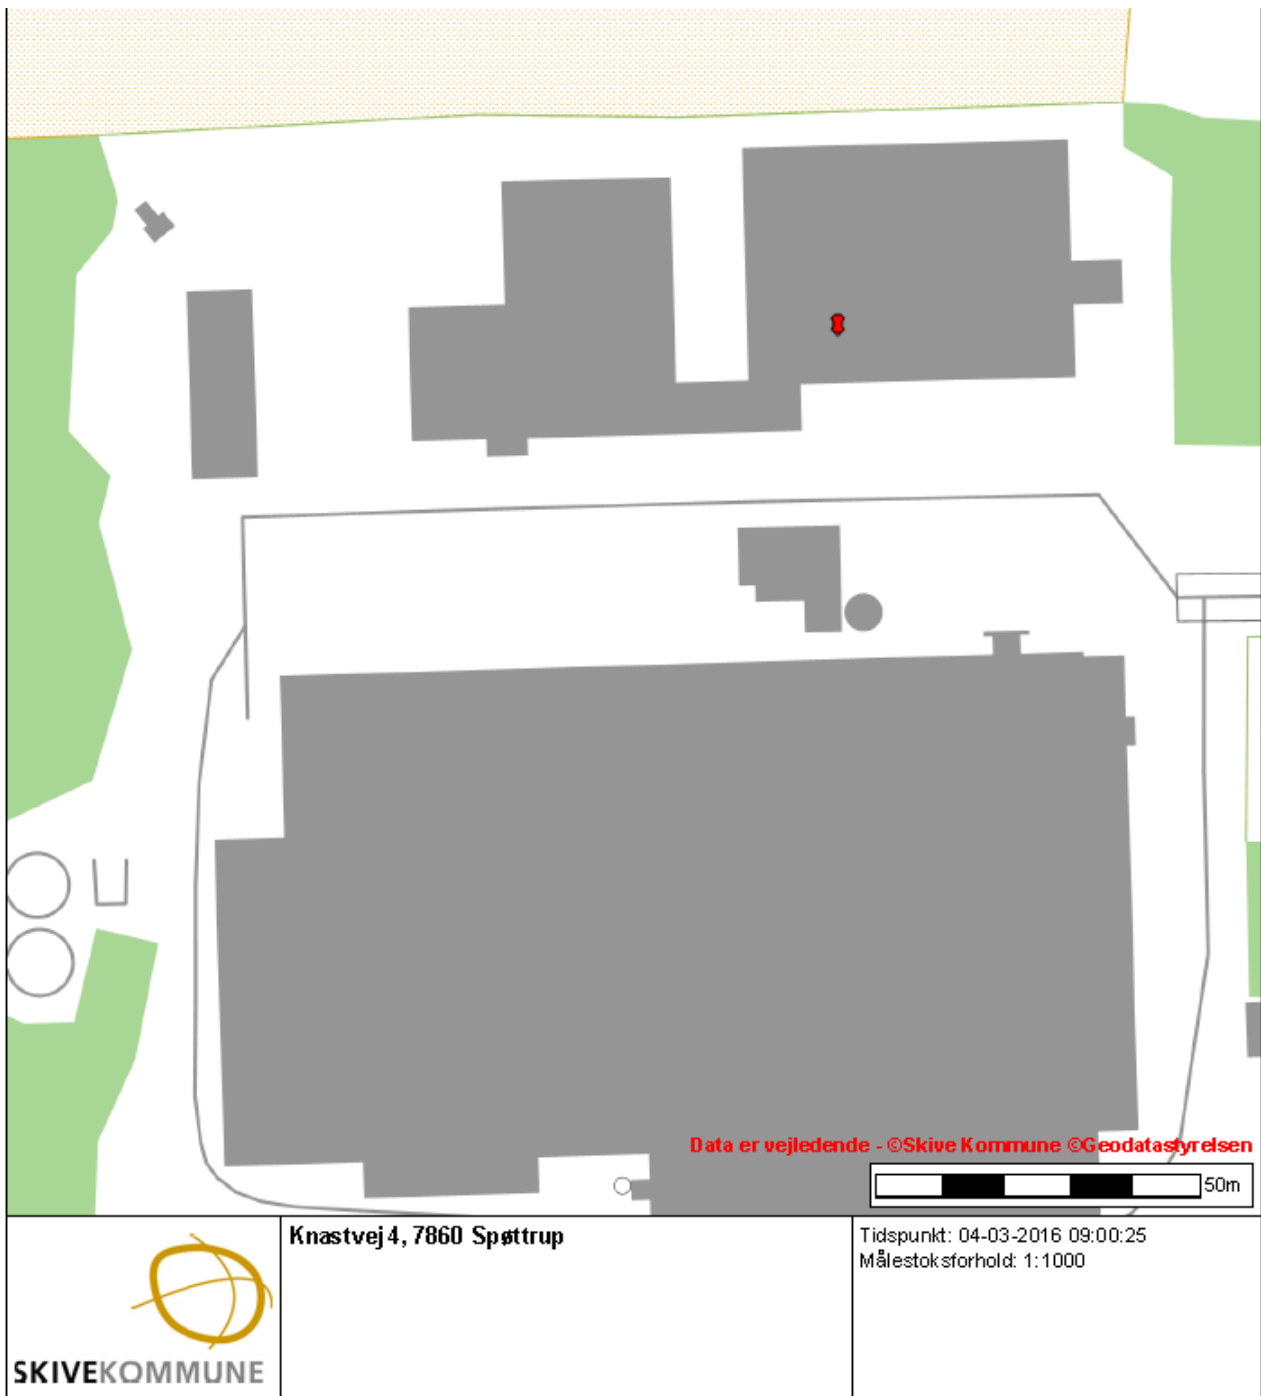 Data er vejledende - ©Skive Kommune ©Geodatastyrelsen
50m
Knastvej 4, 7860 Spøttrup
Tidspunkt: 04-03-2016 09:00:25
Målestoksforhold: 1:1000
SKIVEKOMMUNE